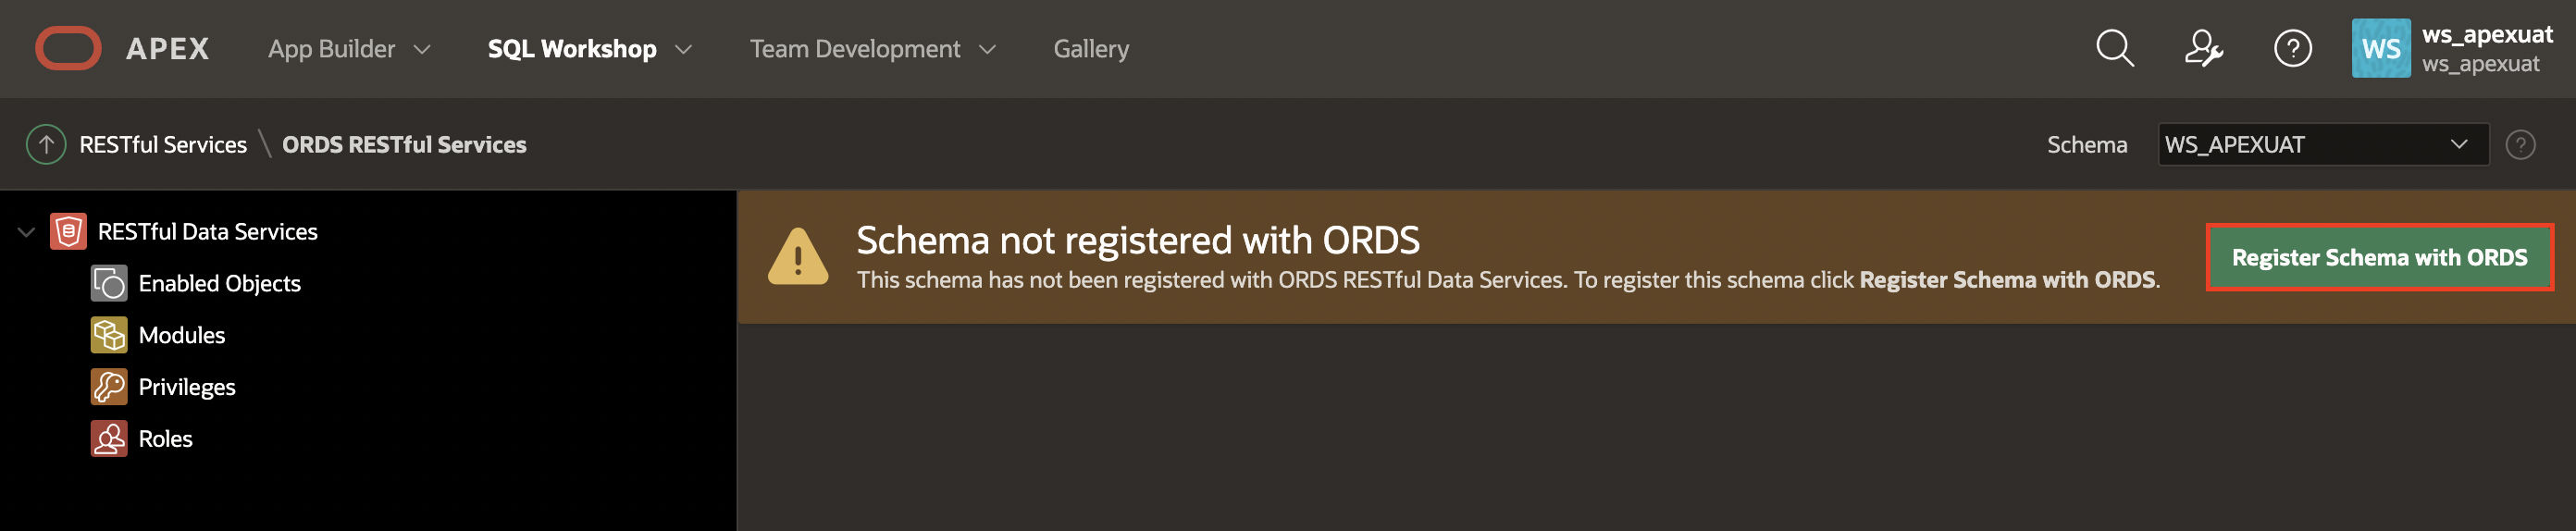 APEX App Builder SQL Workshop Team Development Gallery ? WS ws_apexuat
ws_apexuat
RESTful Services \ ORDS RESTful Services Schema WS_APEXUAT ?
RESTful Data Services
Enabled Objects
Modules
Privileges
Roles
Schema not registered with ORDS
This schema has not been registered with ORDS RESTful Data Services. To register this schema click Register Schema with ORDS.
Register Schema with ORDS